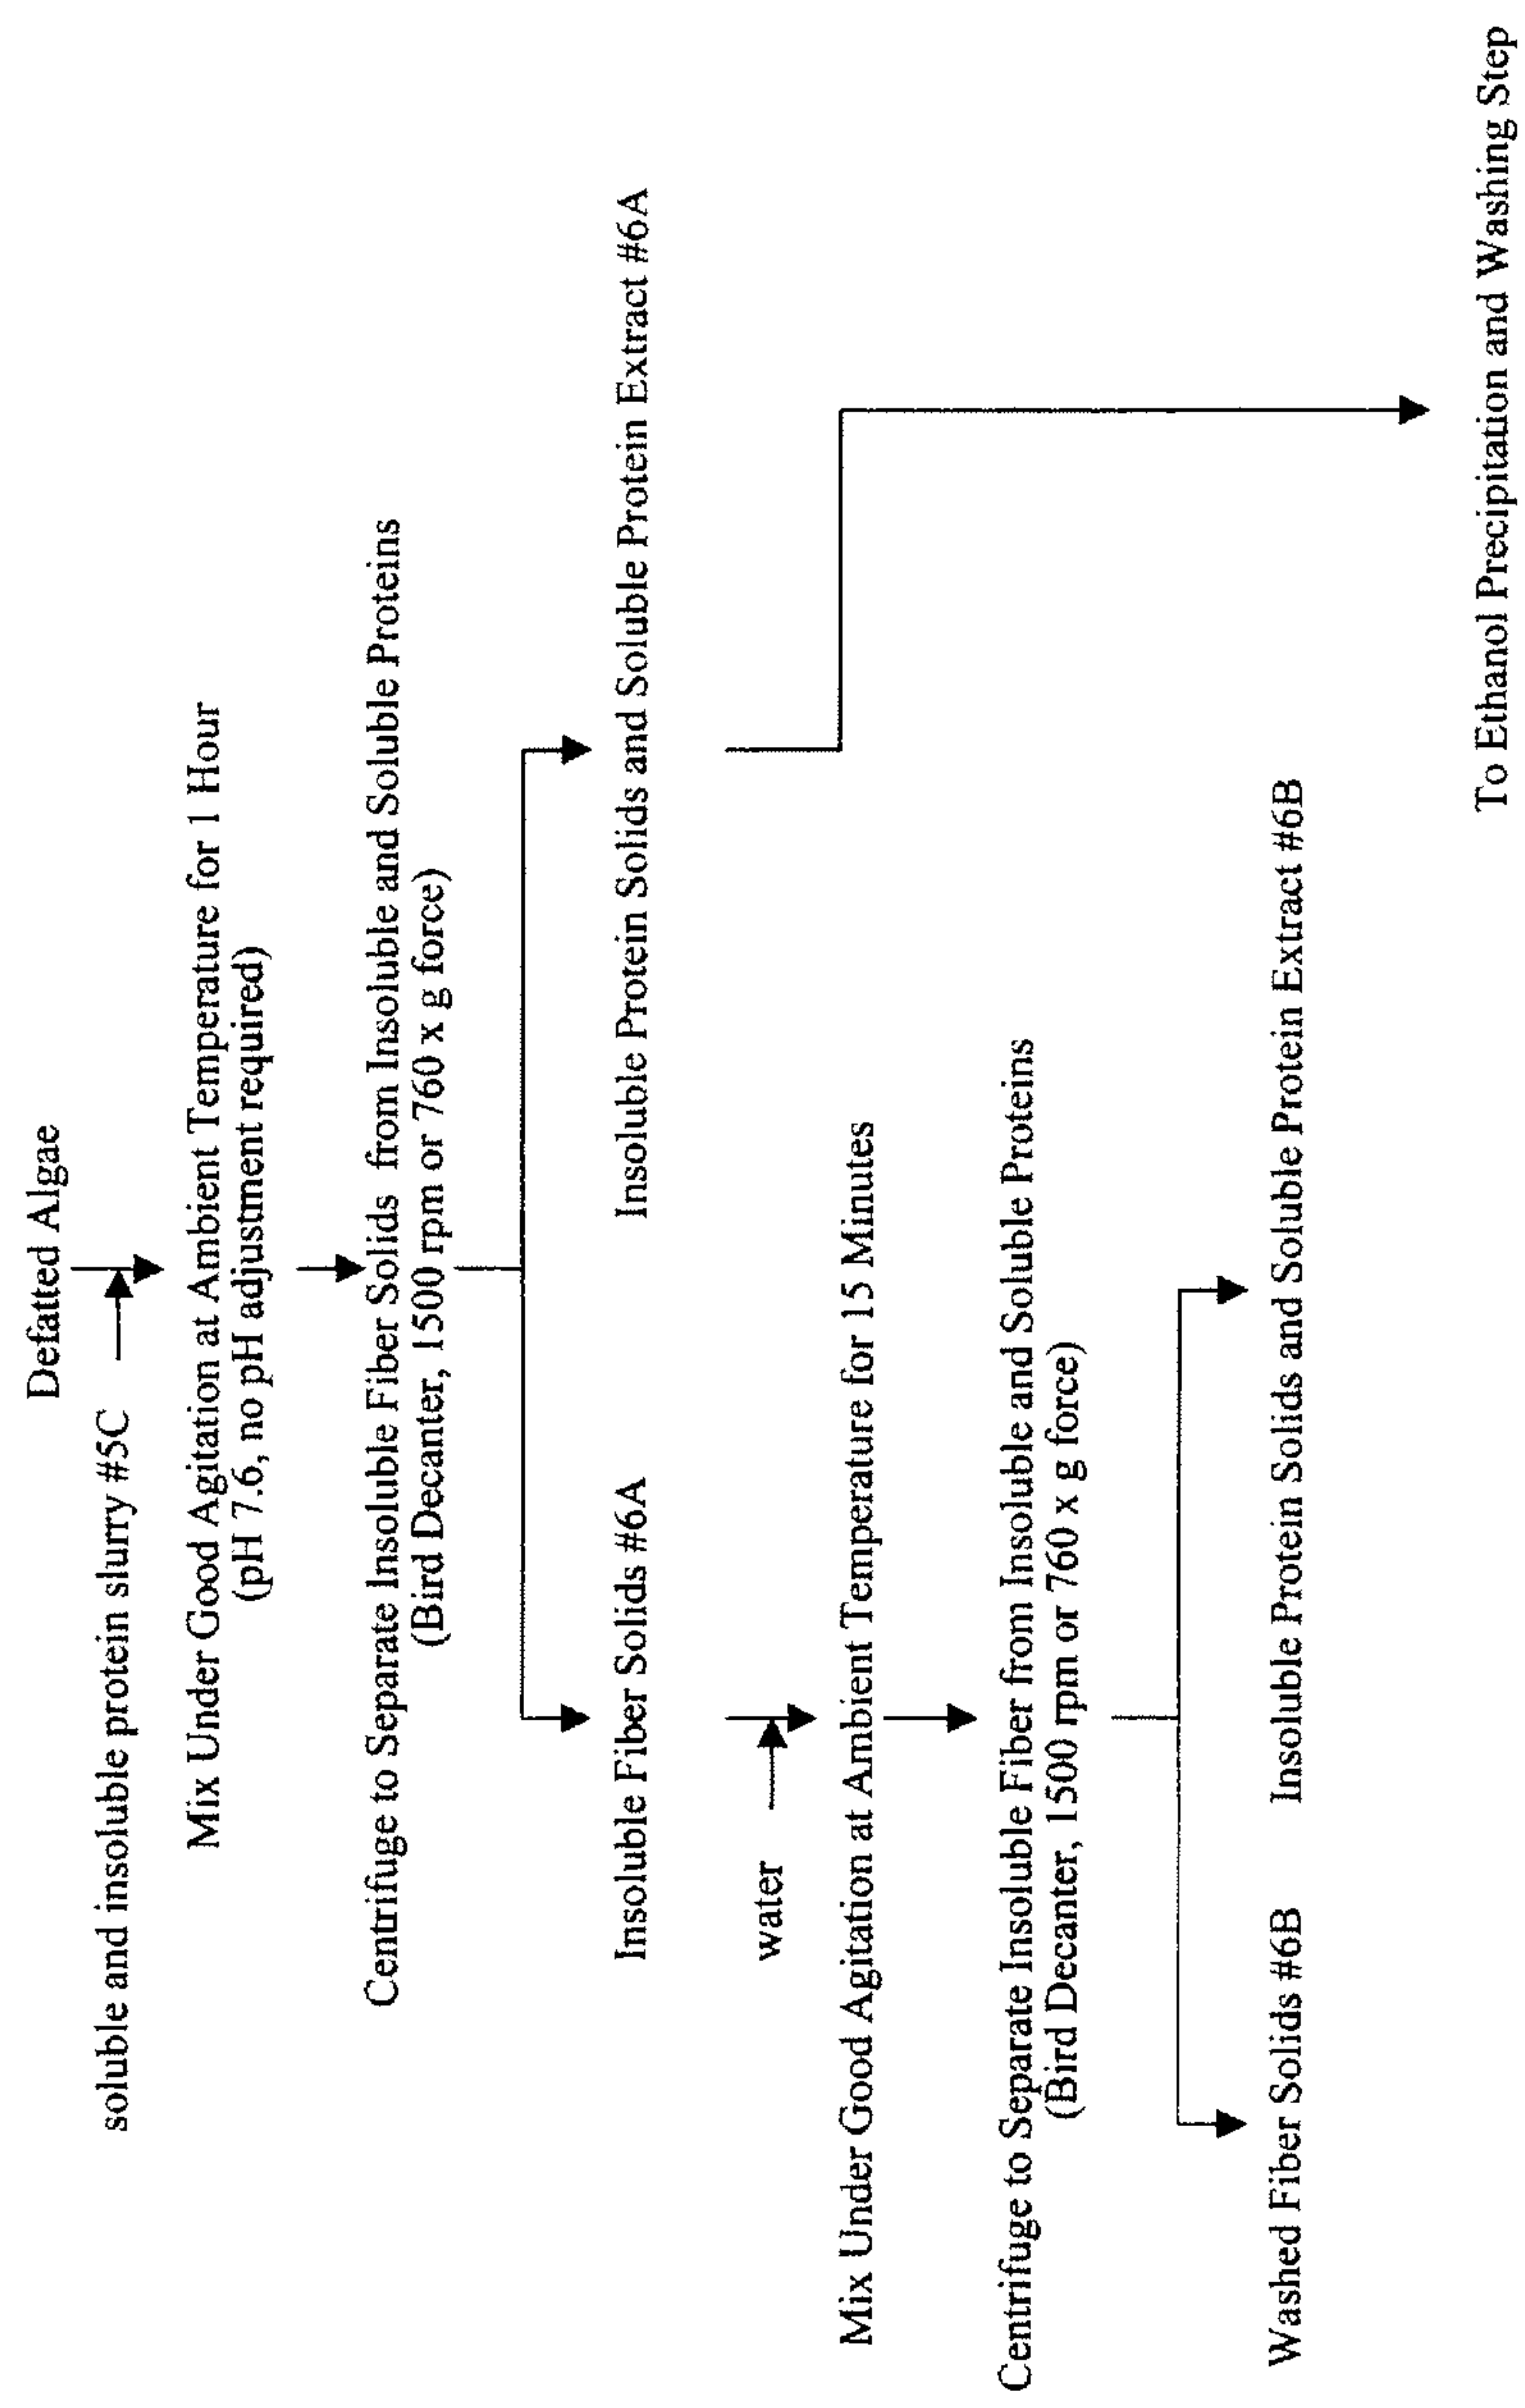 Defatted Algae
soluble and insoluble protein slurry #5C
Mix Under Good Agitation at Ambient Temperature for 1 Hour
(pH 7.6, no pH adjustment required)
Centrifuge to Separate Insoluble Fiber Solids from Insoluble and Soluble Proteins
(Bird Decanter, 1500 rpm or 760 x g force)
Insoluble Fiber Solids #6A
Insoluble Protein Solids and Soluble Protein Extract #6A
water
Mix Under Good Agitation at Ambient Temperature for 15 Minutes
Centrifuge to Separate Insoluble Fiber from Insoluble and Soluble Proteins
(Bird Decanter, 1500 rpm or 760 x g force)
Washed Fiber Solids #6B
Insoluble Protein Solids and Soluble Protein Extract #6B
To Ethanol Precipitation and Washing Step